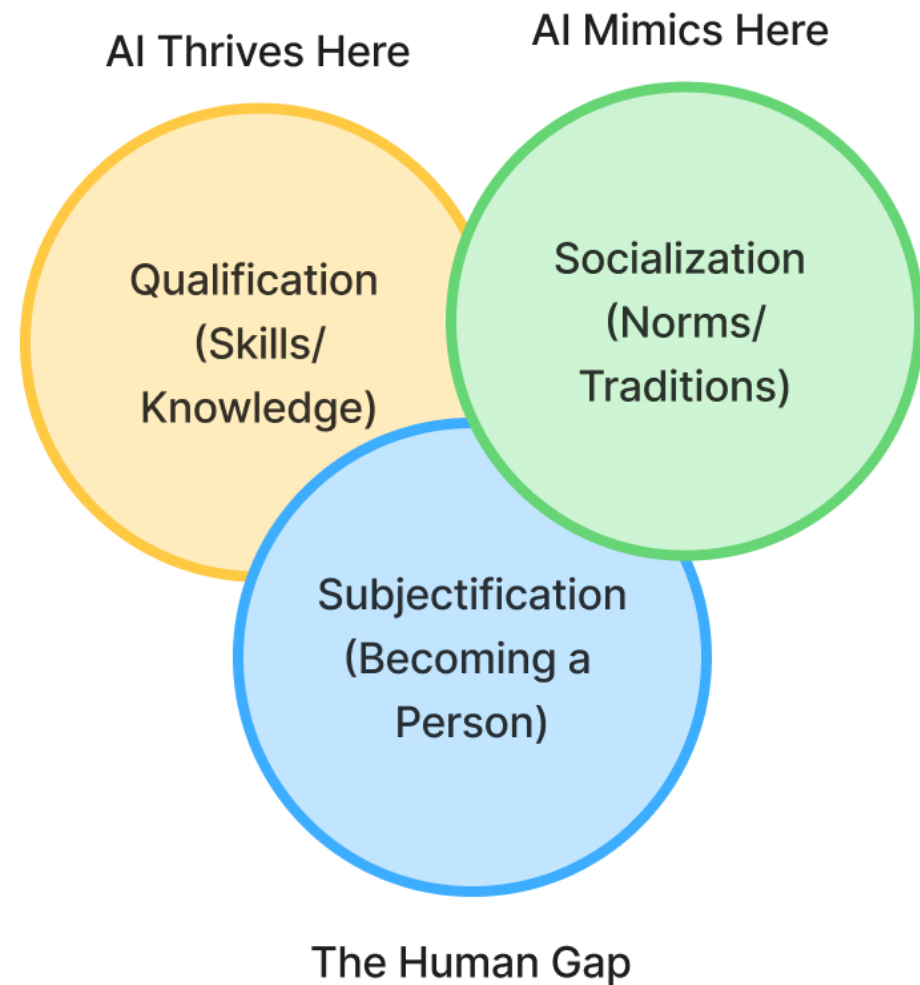 AI Thrives Here
AI Mimics Here
Qualification
(Skills/
Knowledge)
Socialization
(Norms/
Traditions)
Subjectification
(Becoming a
Person)
The Human Gap